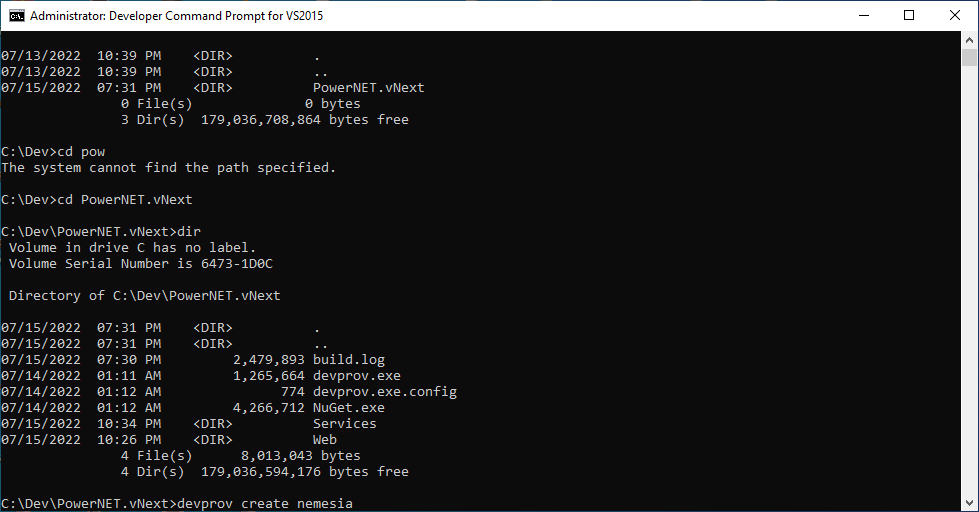 Administrator: Developer Command Prompt for VS2015
07/13/2022  10:39 PM    <DIR>          .
07/13/2022  10:39 PM    <DIR>          ..
07/15/2022  07:31 PM    <DIR>          PowerNET.vNext
               0 File(s)              0 bytes
               3 Dir(s)  179,036,708,864 bytes free
C:\Dev>cd pow
The system cannot find the path specified.
C:\Dev>cd PowerNET.vNext
C:\Dev\PowerNET.vNext>dir
 Volume in drive C has no label.
 Volume Serial Number is 6473-1D0C
 Directory of C:\Dev\PowerNET.vNext
07/15/2022  07:31 PM    <DIR>          .
07/15/2022  07:31 PM    <DIR>          ..
07/15/2022  07:30 PM         2,479,893 build.log
07/14/2022  01:11 AM         1,265,664 devprov.exe
07/14/2022  01:12 AM               774 devprov.exe.config
07/14/2022  01:12 AM         4,266,712 NuGet.exe
07/15/2022  10:34 PM    <DIR>          Services
07/15/2022  10:26 PM    <DIR>          Web
               4 File(s)      8,013,043 bytes
               4 Dir(s)  179,036,594,176 bytes free
C:\Dev\PowerNET.vNext>devprov create nemesia